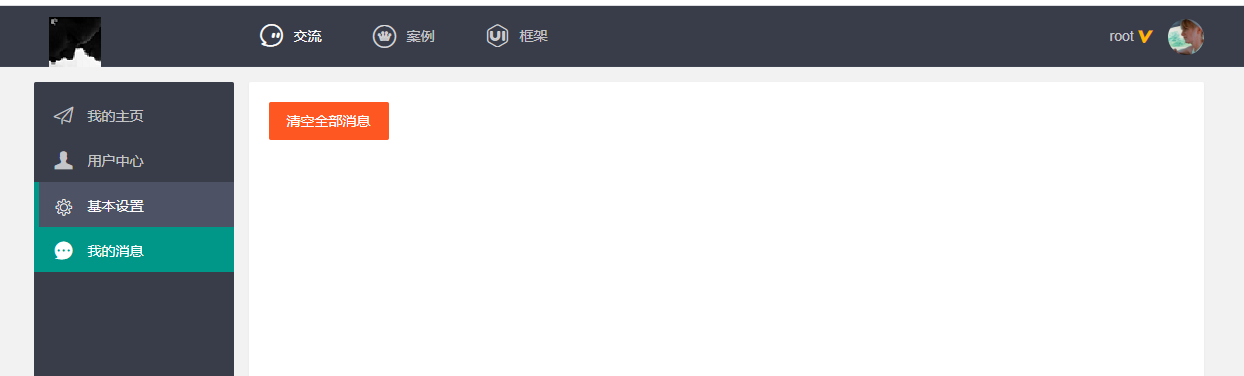 交流
案例
UI
框架
root V
我的主页
用户中心
基本设置
我的消息
清空全部消息